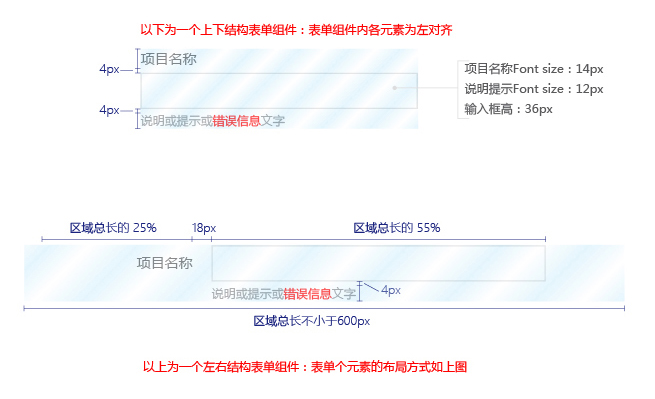 以下为一个上下结构表单组件：表单组件内各元素为左对齐
项目名称
4px
项目名称Font size：14px
说明提示Font size：12px
输入框高：36px
4px
说明或提示或错误信息文字
区域总长的 25%
18px
区域总长的 55%
项目名称
说明或提示或错误信息文字
4px
区域总长不小于600px
以上为一个左右结构表单组件：表单个元素的布局方式如上图